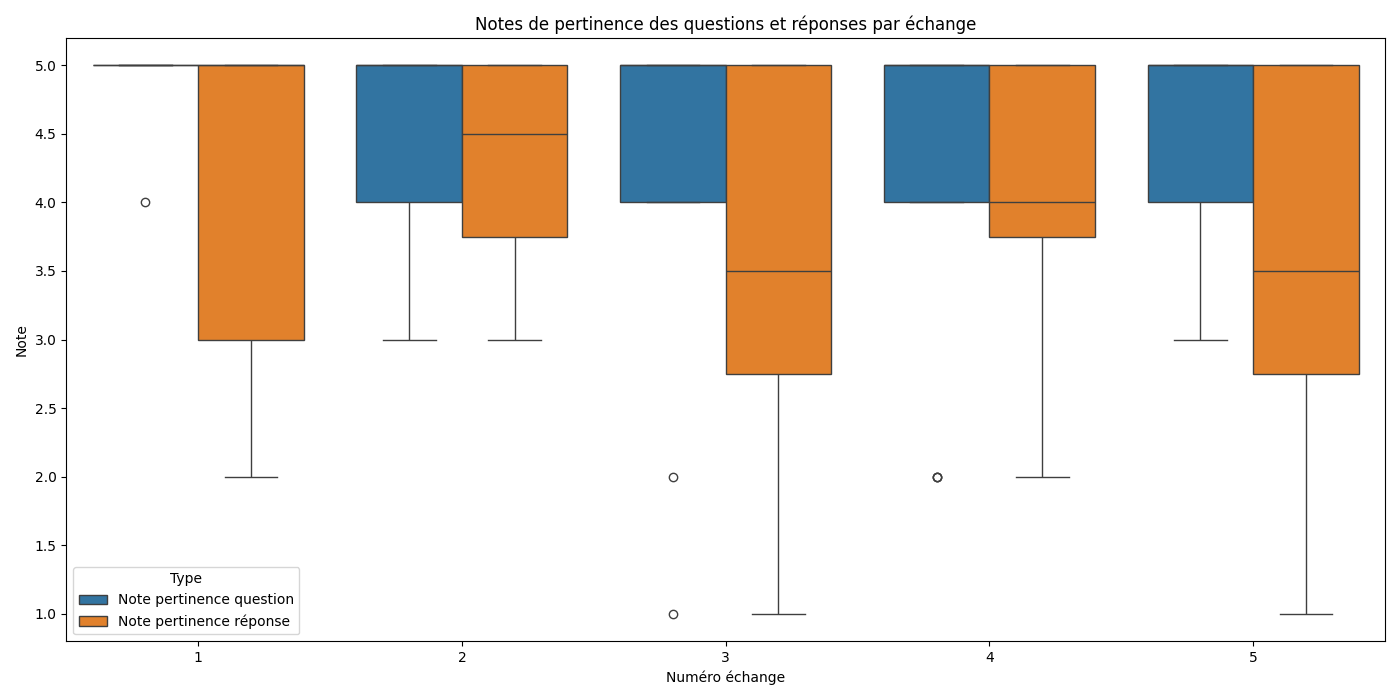 Notes de pertinence des questions et réponses par échange
Note
5.0
4.5
4.0
3.5
3.0
2.5
2.0
1.5
1.0
Type
Note pertinence question
Note pertinence réponse
1 2 3 4 5
Numéro échange